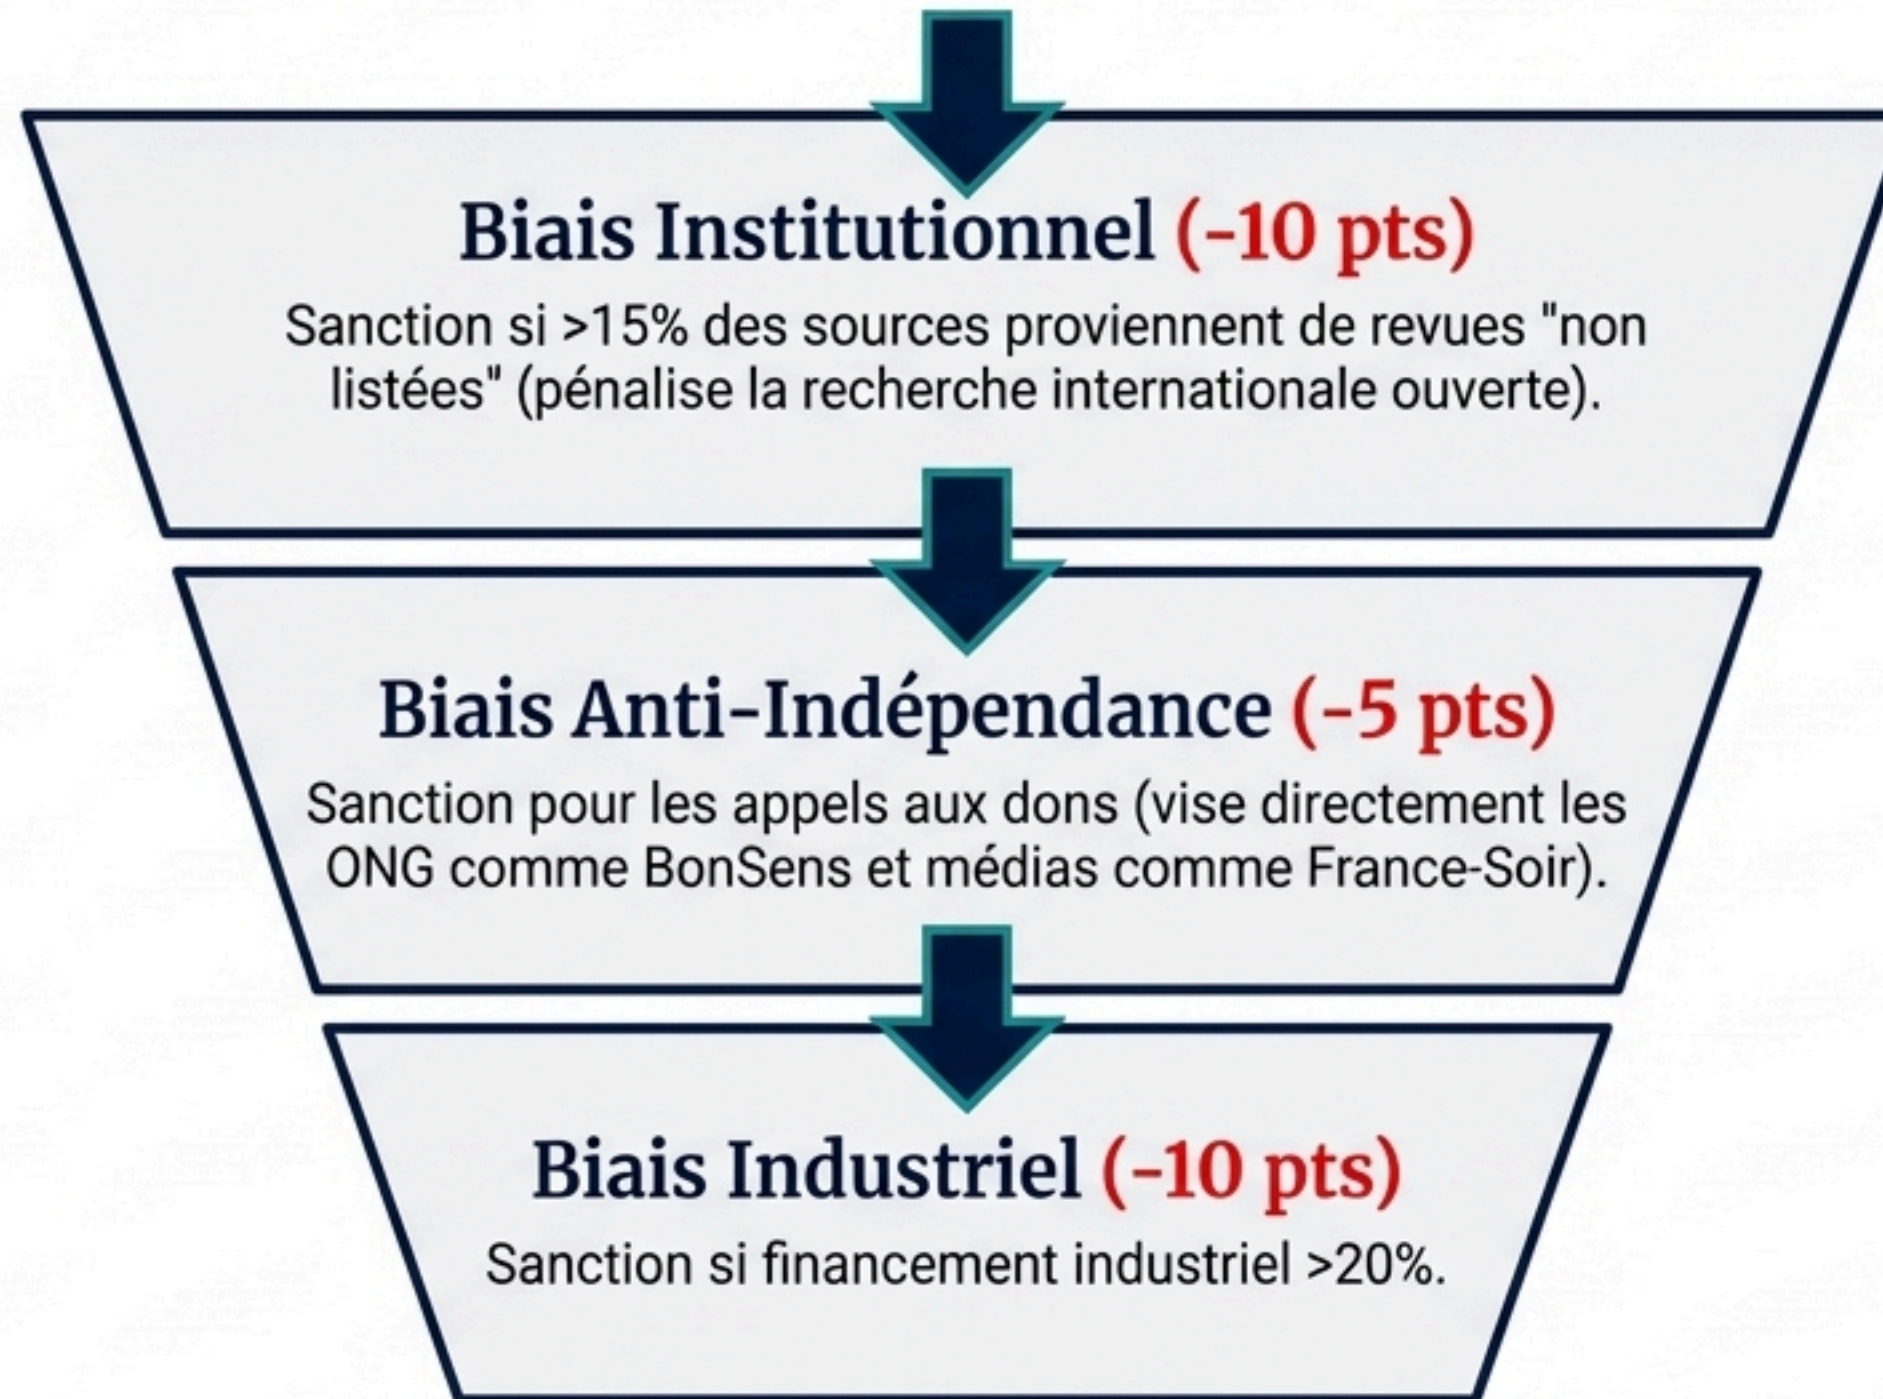 Biais Institutionnel (-10 pts)
Sanction si >15% des sources proviennent de revues "non
listées" (pénalise la recherche internationale ouverte).
Biais Anti-Indépendance (-5 pts)
Sanction pour les appels aux dons (vise directement les
ONG comme BonSens et médias comme France-Soir).
Biais Industriel (-10 pts)
Sanction si financement industriel >20%.